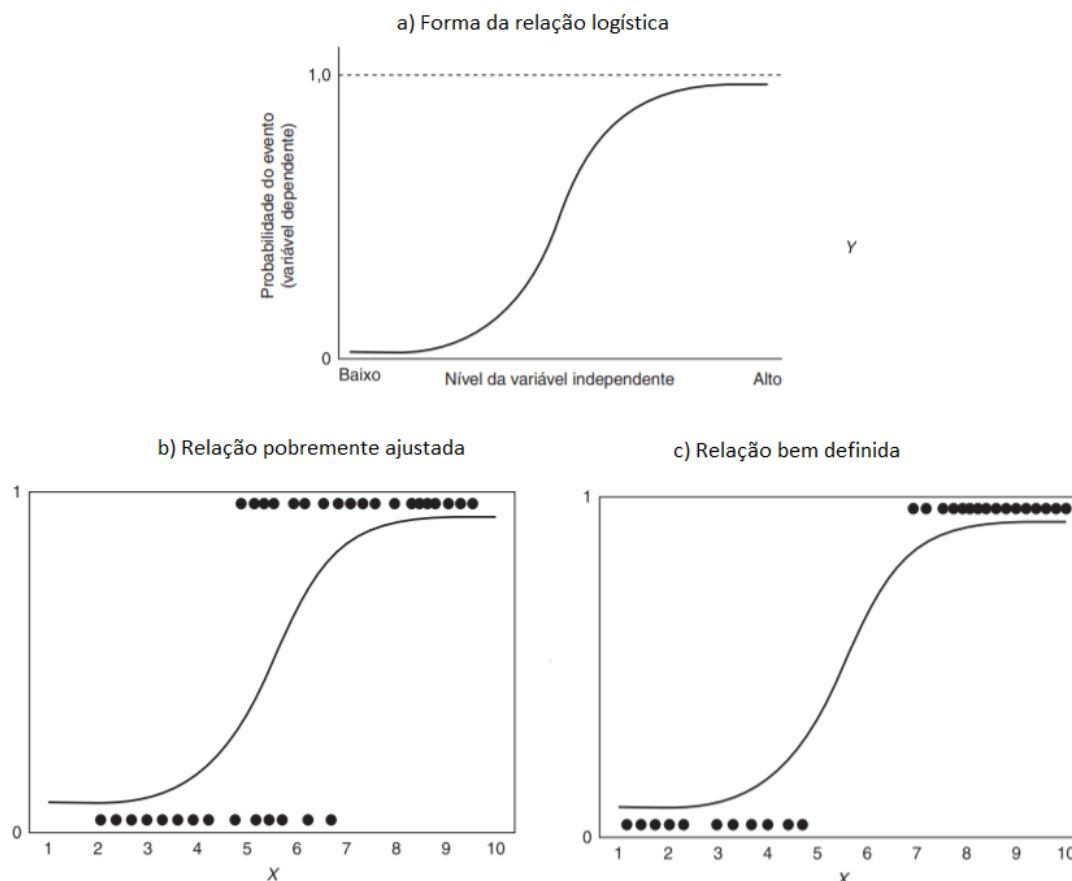 a) Forma da relação logística
1,0
Probabilidade do evento
(variável dependente)
Y
0
Baixo
Nível da variável independente
Alto
b) Relação pobremente ajustada
1
0
1 2 3 4 5 6 7 8 9 10
X
c) Relação bem definida
1
0
1 2 3 4 5 6 7 8 9 10
X